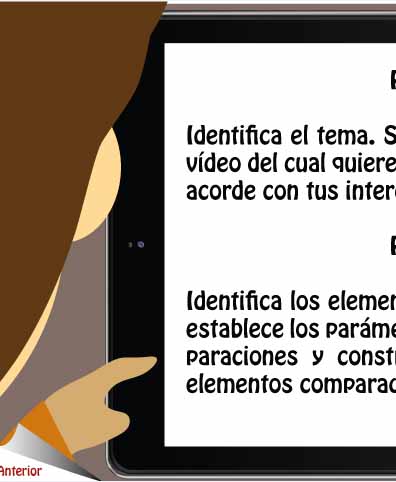 Identifica el tema. S
vídeo del cual quiere
acorde con tus inter
Identifica los elemen
establece los paráme
paraciones y constr
elementos comparad
Anterior